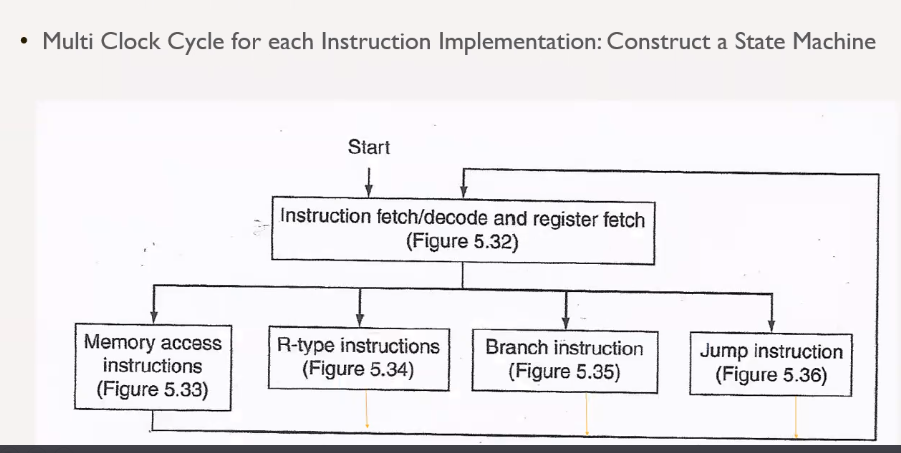 • Multi Clock Cycle for each Instruction Implementation: Construct a State Machine
Start
Instruction fetch/decode and register fetch
(Figure 5.32)
Memory access
instructions
(Figure 5.33)
R-type instructions
(Figure 5.34)
Branch instruction
(Figure 5.35)
Jump instruction
(Figure 5.36)